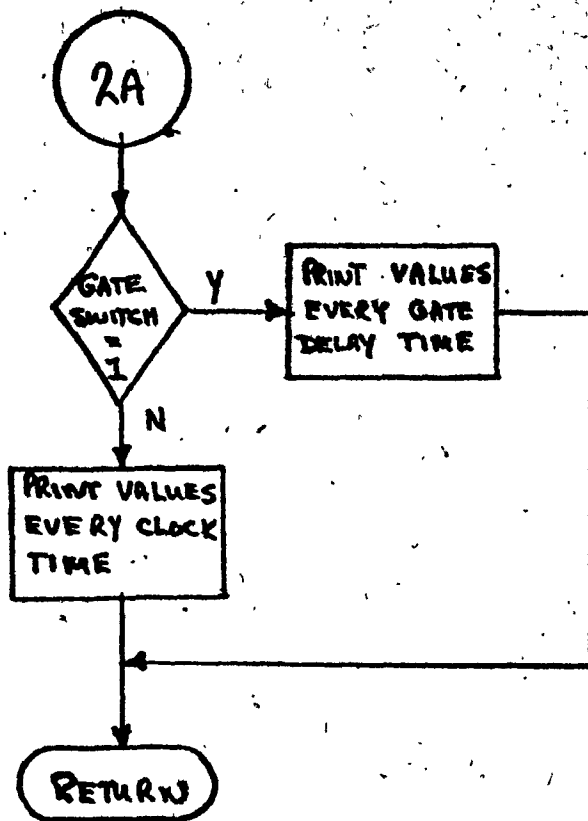 2A
GATE
SWITCH
=
1
Y
PRINT VALUES
EVERY GATE
DELAY TIME
N
PRINT VALUES
EVERY CLOCK
TIME
RETURN